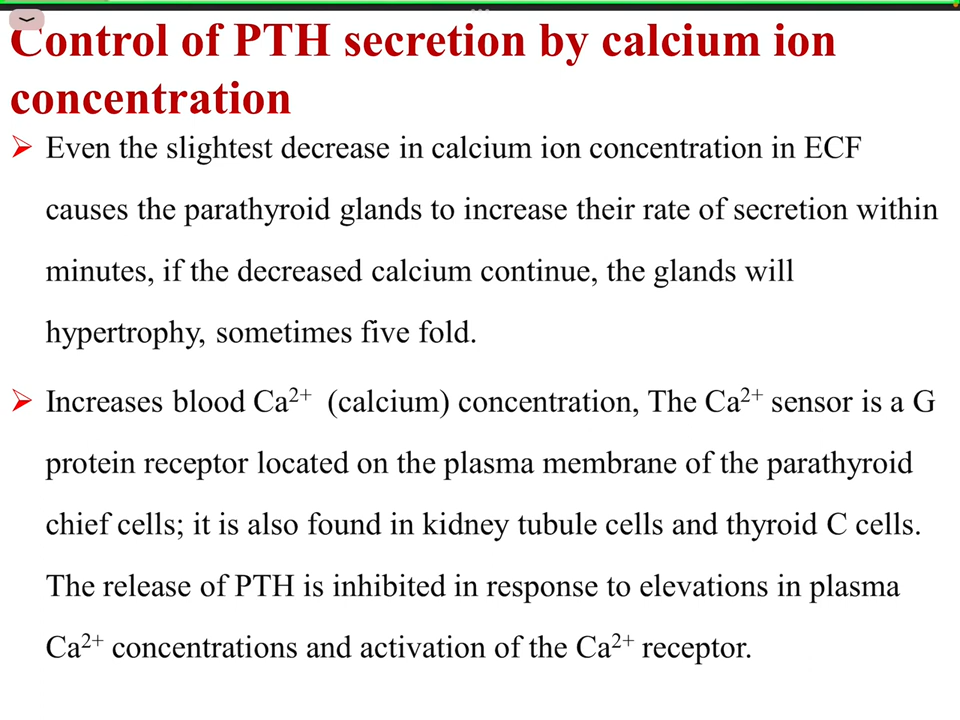 Control of PTH secretion by calcium ion
concentration
➢ Even the slightest decrease in calcium ion concentration in ECF
causes the parathyroid glands to increase their rate of secretion within
minutes, if the decreased calcium continue, the glands will
hypertrophy, sometimes five fold.
➢ Increases blood Ca²⁺ (calcium) concentration, The Ca²⁺ sensor is a G
protein receptor located on the plasma membrane of the parathyroid
chief cells; it is also found in kidney tubule cells and thyroid C cells.
The release of PTH is inhibited in response to elevations in plasma
Ca²⁺ concentrations and activation of the Ca²⁺ receptor.